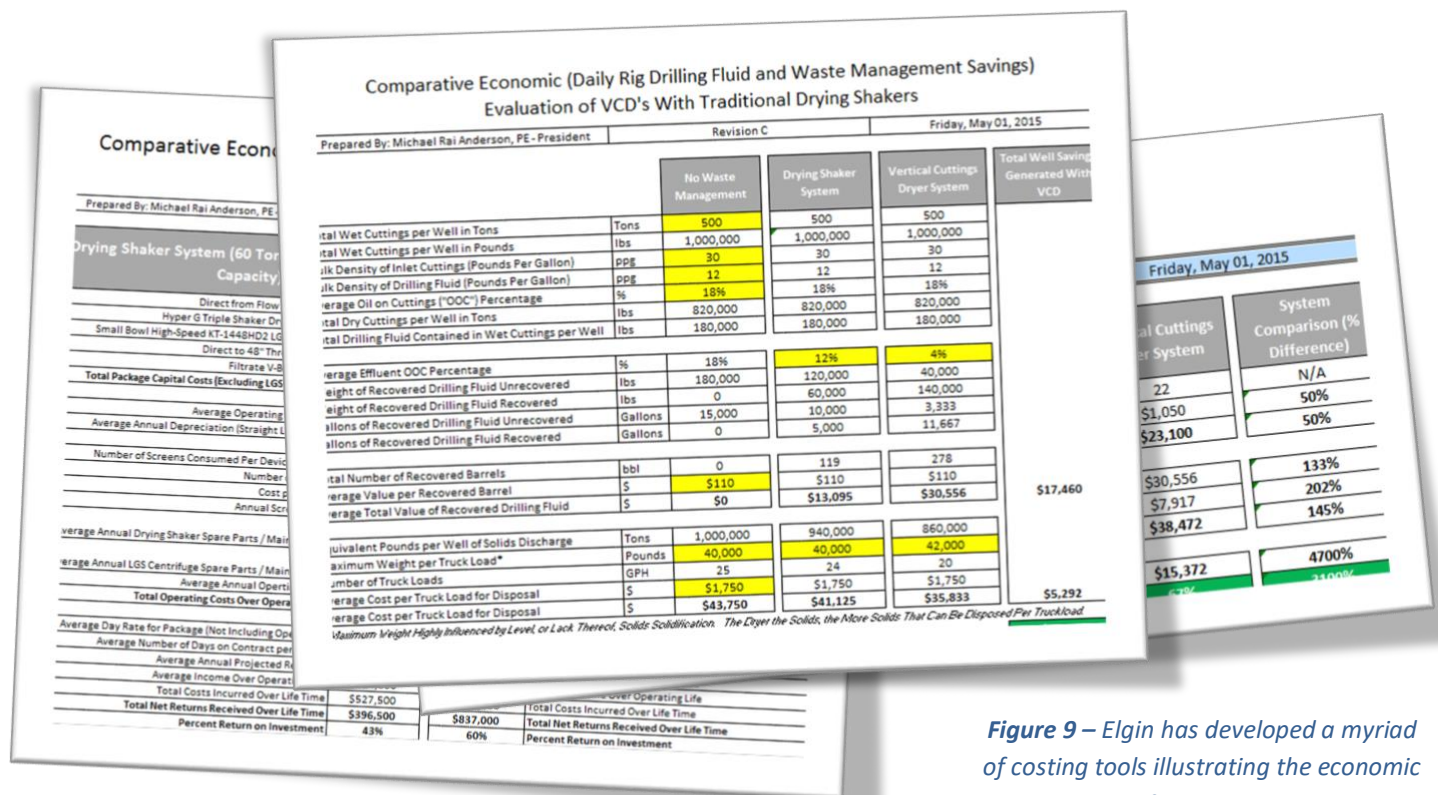 Comparative Economic (Daily Rig Drilling Fluid and Waste Management Savings)
Evaluation of VCD's With Traditional Drying Shakers
Prepared By: Michael Rai Anderson, PE - President Revision C Friday, May 01, 2015
No Waste Management Drying Shaker System Vertical Cuttings Dryer System Total Well Saving Generated With VCD
tal Wet Cuttings per Well in Tons Tons 500 500 500
tal Wet Cuttings per Well in Pounds lbs 1,000,000 1,000,000 1,000,000
lk Density of Inlet Cuttings (Pounds Per Gallon) ppg 30 30 30
lk Density of Drilling Fluid (Pounds Per Gallon) PPG 12 12 12
erage Oil on Cuttings ("OOC") Percentage % 18% 18% 18%
tal Dry Cuttings per Well in Tons lbs 820,000 820,000 820,000
tal Drilling Fluid Contained in Wet Cuttings per Well lbs 180,000 180,000 180,000
erage Effluent OOC Percentage % 18% 12% 4%
eight of Recovered Drilling Fluid Unrecovered lbs 180,000 120,000 40,000
eight of Recovered Drilling Fluid Recovered lbs 0 60,000 140,000
llons of Recovered Drilling Fluid Unrecovered Gallons 15,000 10,000 3,333
llons of Recovered Drilling Fluid Recovered Gallons 0 5,000 11,667
tal Number of Recovered Barrels bbl 0 119 278
erage Value per Recovered Barrel $ $110 $110 $110
erage Total Value of Recovered Drilling Fluid $ $0 $13,095 $30,556 $17,460
uivalent Pounds per Well of Solids Discharge Tons 1,000,000 940,000 860,000
aximum Weight per Truck Load* Pounds 40,000 40,000 42,000
umber of Truck Loads GPH 25 24 20
erage Cost per Truck Load for Disposal $ $1,750 $1,750 $1,750
erage Cost per Truck Load for Disposal $ $43,750 $41,125 $35,833 $5,292
Maximum Weight Highly Influenced by Level, or Lack Thereof, Solids Solidification. The Dryer the Solids, the More Solids That Can Be Disposed Per Truckload
Comparative Econ
Prepared By: Michael Rai Anderson, PE -
Drying Shaker System (60 Ton
Capacity
Direct from Flow
Hyper G Triple Shaker Dr
Small Bowl High-Speed KT-1448HD2 LG
Direct to 48" Thr
Filtrate V-B
Total Package Capital Costs (Excluding LGS
Average Operating
Average Annual Depreciation (Straight L
Number of Screens Consumed Per Devic
Number
Cost p
Annual Scr
verage Annual Drying Shaker Spare Parts / Main
erage Annual LGS Centrifuge Spare Parts / Main
Average Annual Operti
Total Operating Costs Over Opera
Average Day Rate for Package (Not Including Ope
Average Number of Days on Contract per
Average Annual Projected R
Average Income Over Operati
Over Operating Life
Total Costs Incurred Over Life Time $527,500 Total Costs Incurred Over Life Time
Total Net Returns Received Over Life Time $396,500 $837,000 Total Net Returns Received Over Life Time
Percent Return on Investment 43% 60% Percent Return on Investment
Friday, May 01, 2015
al Cuttings
er System
System
Comparison (%
Difference)
22 N/A
$1,050 50%
$23,100 50%
$30,556 133%
$7,917 202%
$38,472 145%
$15,372 4700%
Figure 9 – Elgin has developed a myriad
of costing tools illustrating the economic